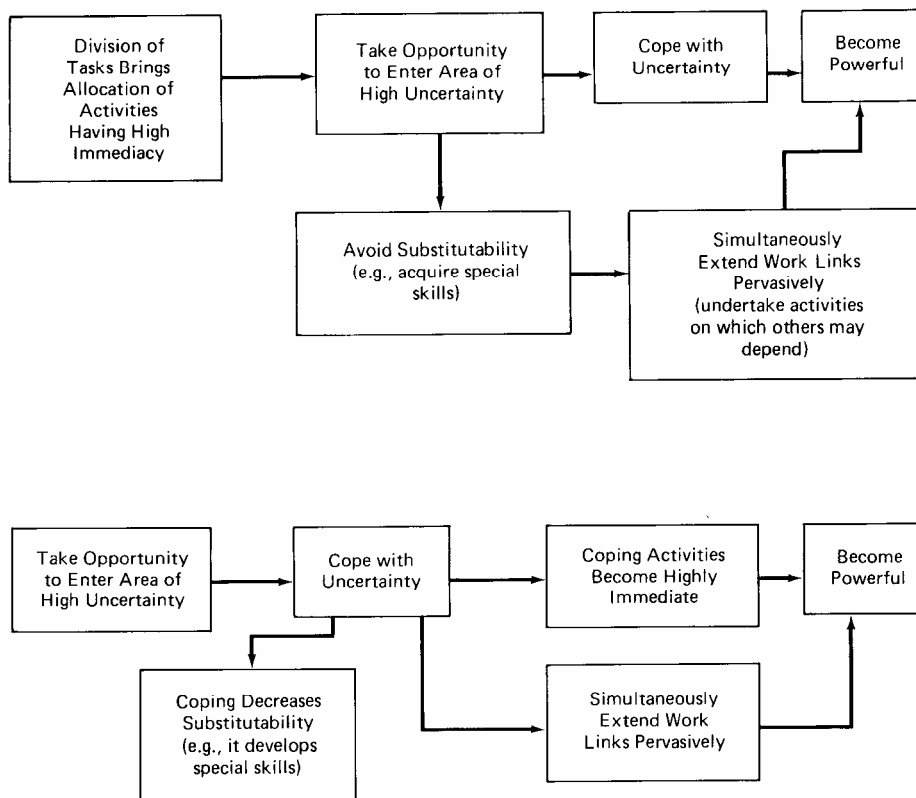 Division of
Tasks Brings
Allocation of
Activities
Having High
Immediacy
Take Opportunity
to Enter Area of
High Uncertainty
Cope with
Uncertainty
Become
Powerful
Avoid Substitutability
(e.g., acquire special
skills)
Simultaneously
Extend Work Links
Pervasively
(undertake activities
on which others may
depend)
Take Opportunity
to Enter Area of
High Uncertainty
Cope with
Uncertainty
Coping Activities
Become Highly
Immediate
Become
Powerful
Coping Decreases
Substitutability
(e.g., it develops
special skills)
Simultaneously
Extend Work
Links Pervasively